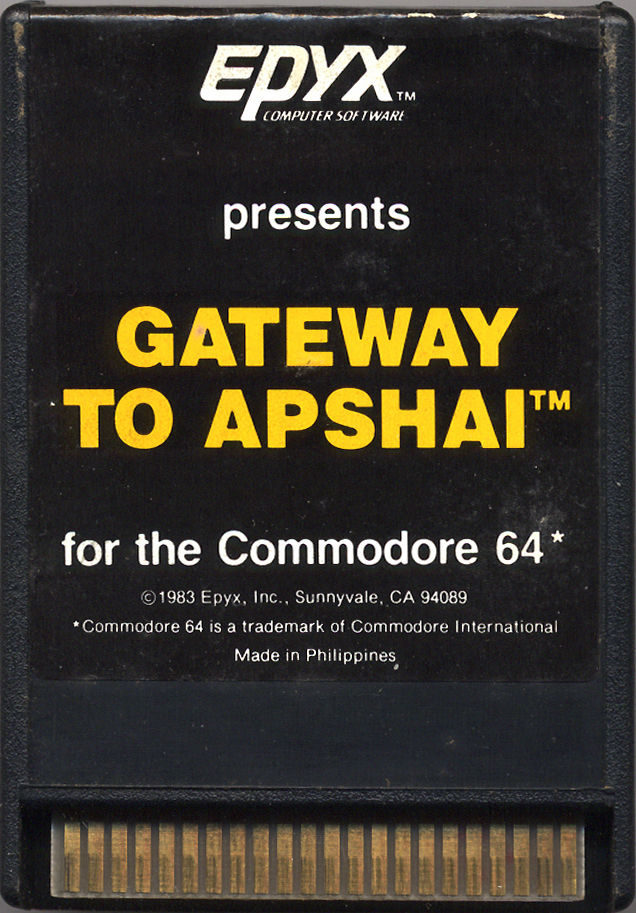 EPYX™
COMPUTER SOFTWARE
presents
GATEWAY
TO APSHAI™
for the Commodore 64*
©1983 Epyx, Inc., Sunnyvale, CA 94089
*Commodore 64 is a trademark of Commodore International
Made in Philippines